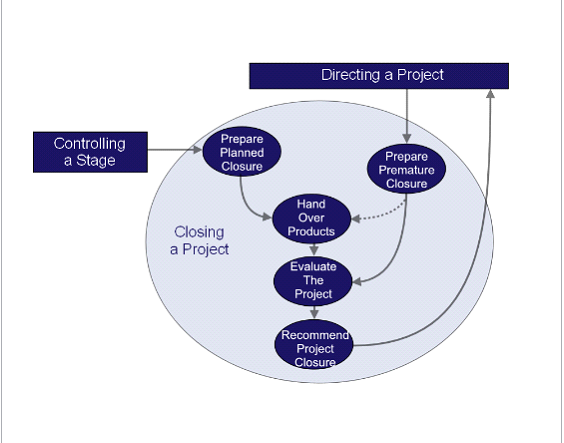 Directing a Project
Controlling
a Stage
Prepare
Planned
Closure
Prepare
Premature
Closure
Hand
Over
Products
Closing
a Project
Evaluate
The
Project
Recommend
Project
Closure